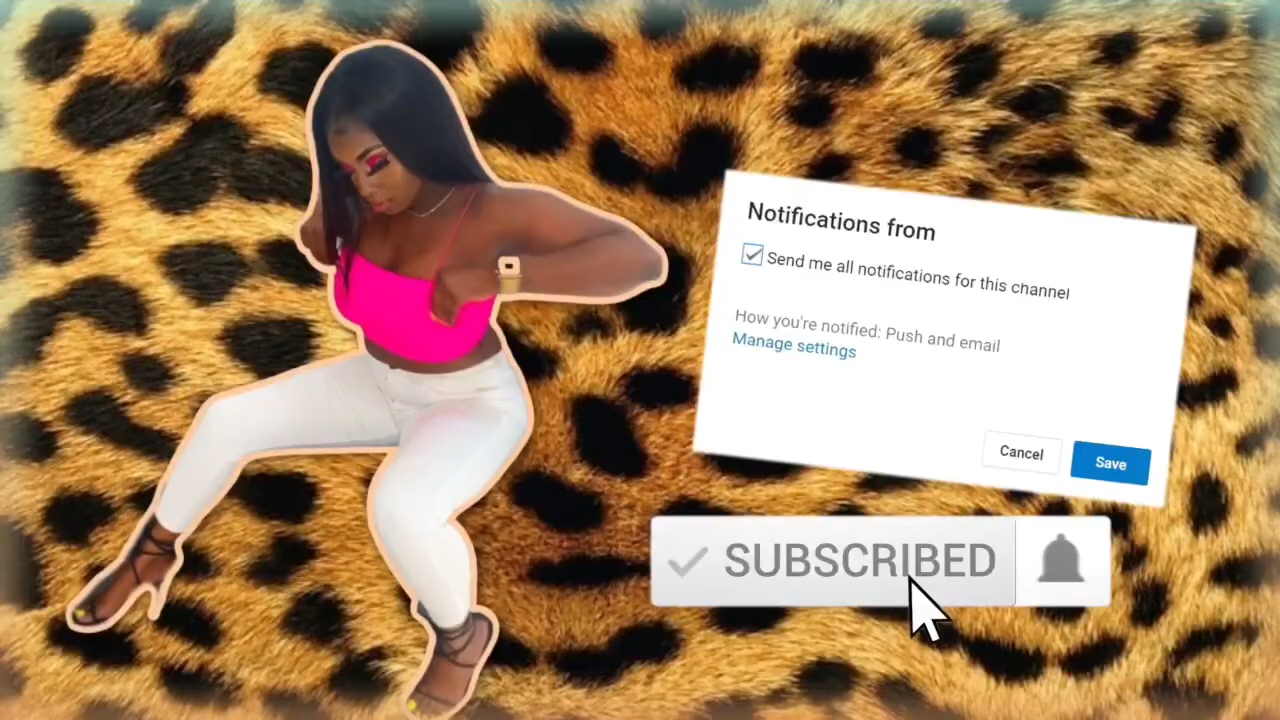 Notifications from
Send me all notifications for this channel
How you're notified: Push and email
Manage settings
Cancel
Save
SUBSCRIBED